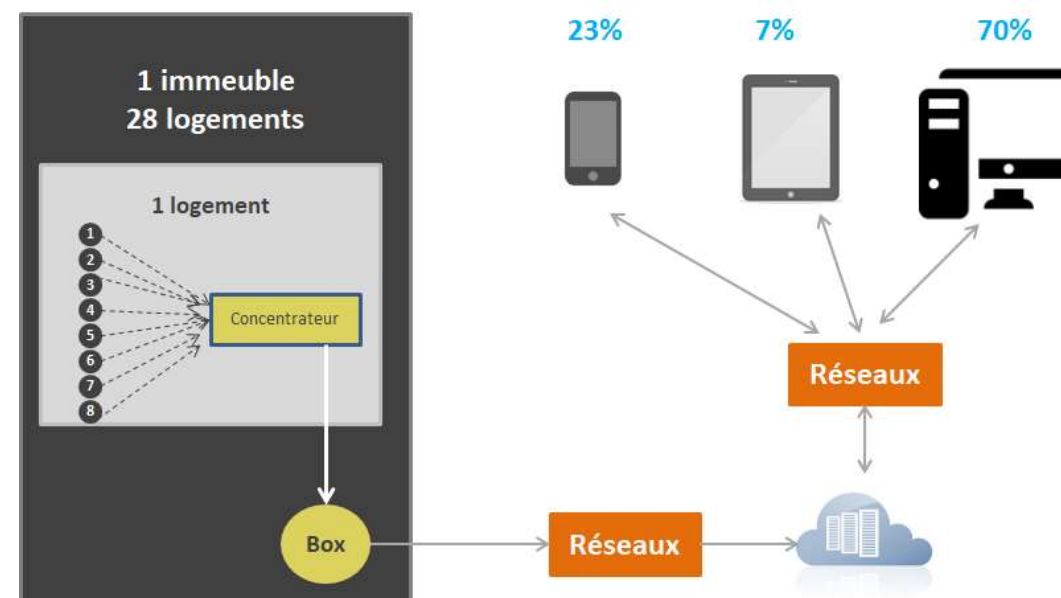 1 immeuble
28 logements
1 logement
1
2
3
4
5
6
7
8
Concentrateur
Box
Réseaux
23%
7%
70%
Réseaux